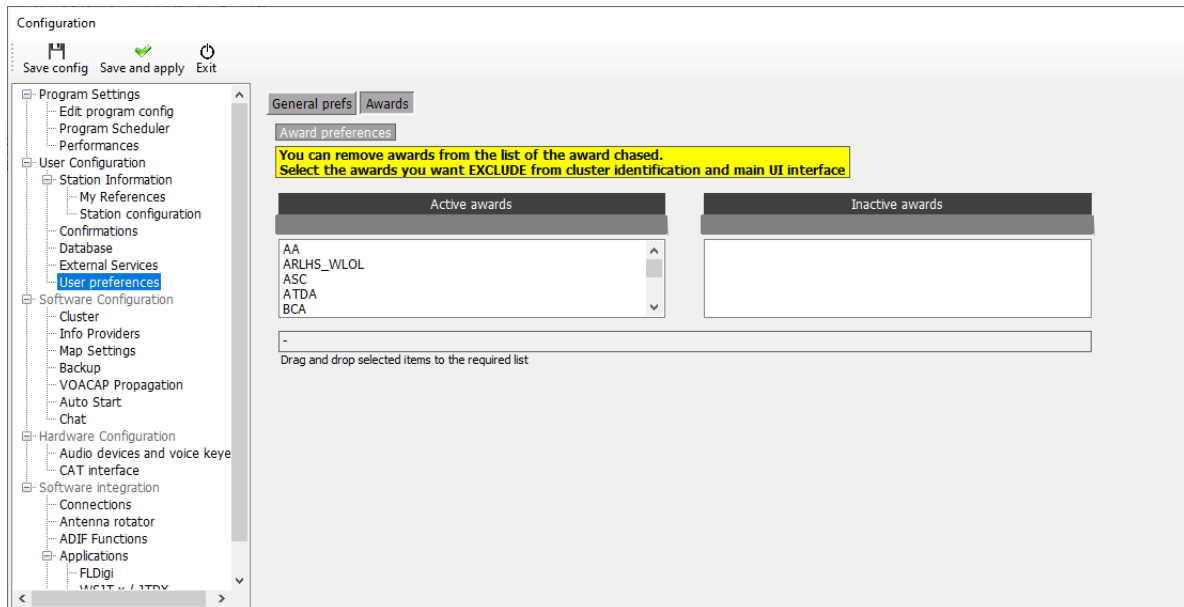 Configuration
Save config Save and apply Exit
Program Settings
Edit program config
Program Scheduler
Performances
User Configuration
Station Information
My References
Station configuration
Confirmations
Database
External Services
User preferences
Software Configuration
Cluster
Info Providers
Map Settings
Backup
VOACAP Propagation
Auto Start
Chat
Hardware Configuration
Audio devices and voice keye
CAT interface
Software integration
Connections
Antenna rotator
ADIF Functions
Applications
FLDigi
WSJT-x / JTDX
General prefs Awards
Award preferences
You can remove awards from the list of the award chased.
Select the awards you want EXCLUDE from cluster identification and main UI interface
Active awards
AA
ARLHS_WLOL
ASC
ATDA
BCA
Inactive awards
-
Drag and drop selected items to the required list